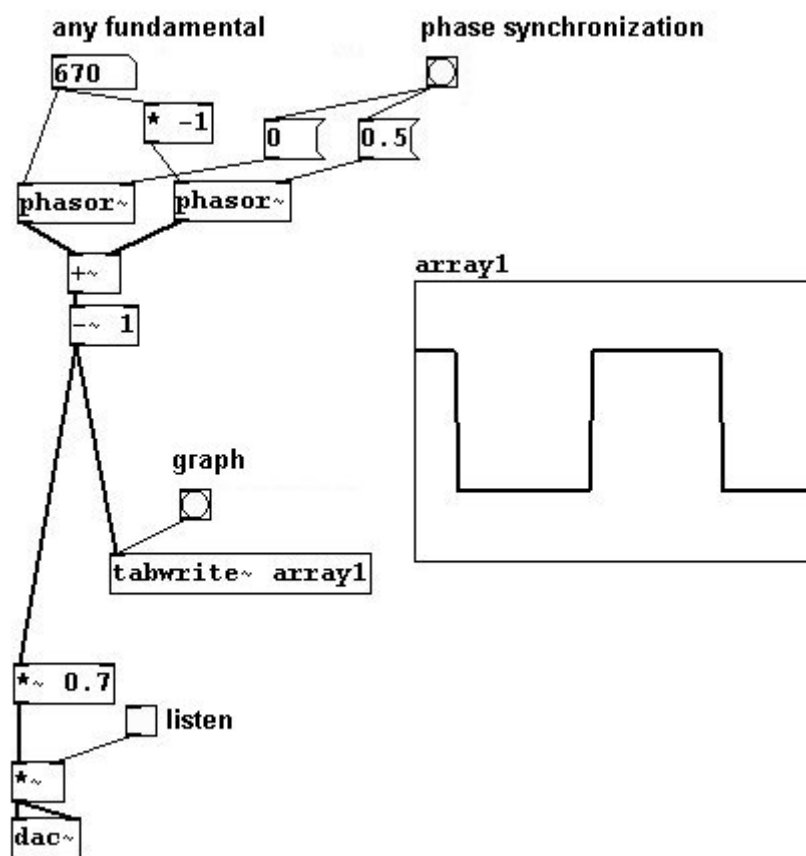 any fundamental
phase synchronization
670
* -1
0
0.5
phasor~
phasor~
+~
-~ 1
array1
graph
tabwrite~ array1
*~ 0.7
listen
*~
dac~